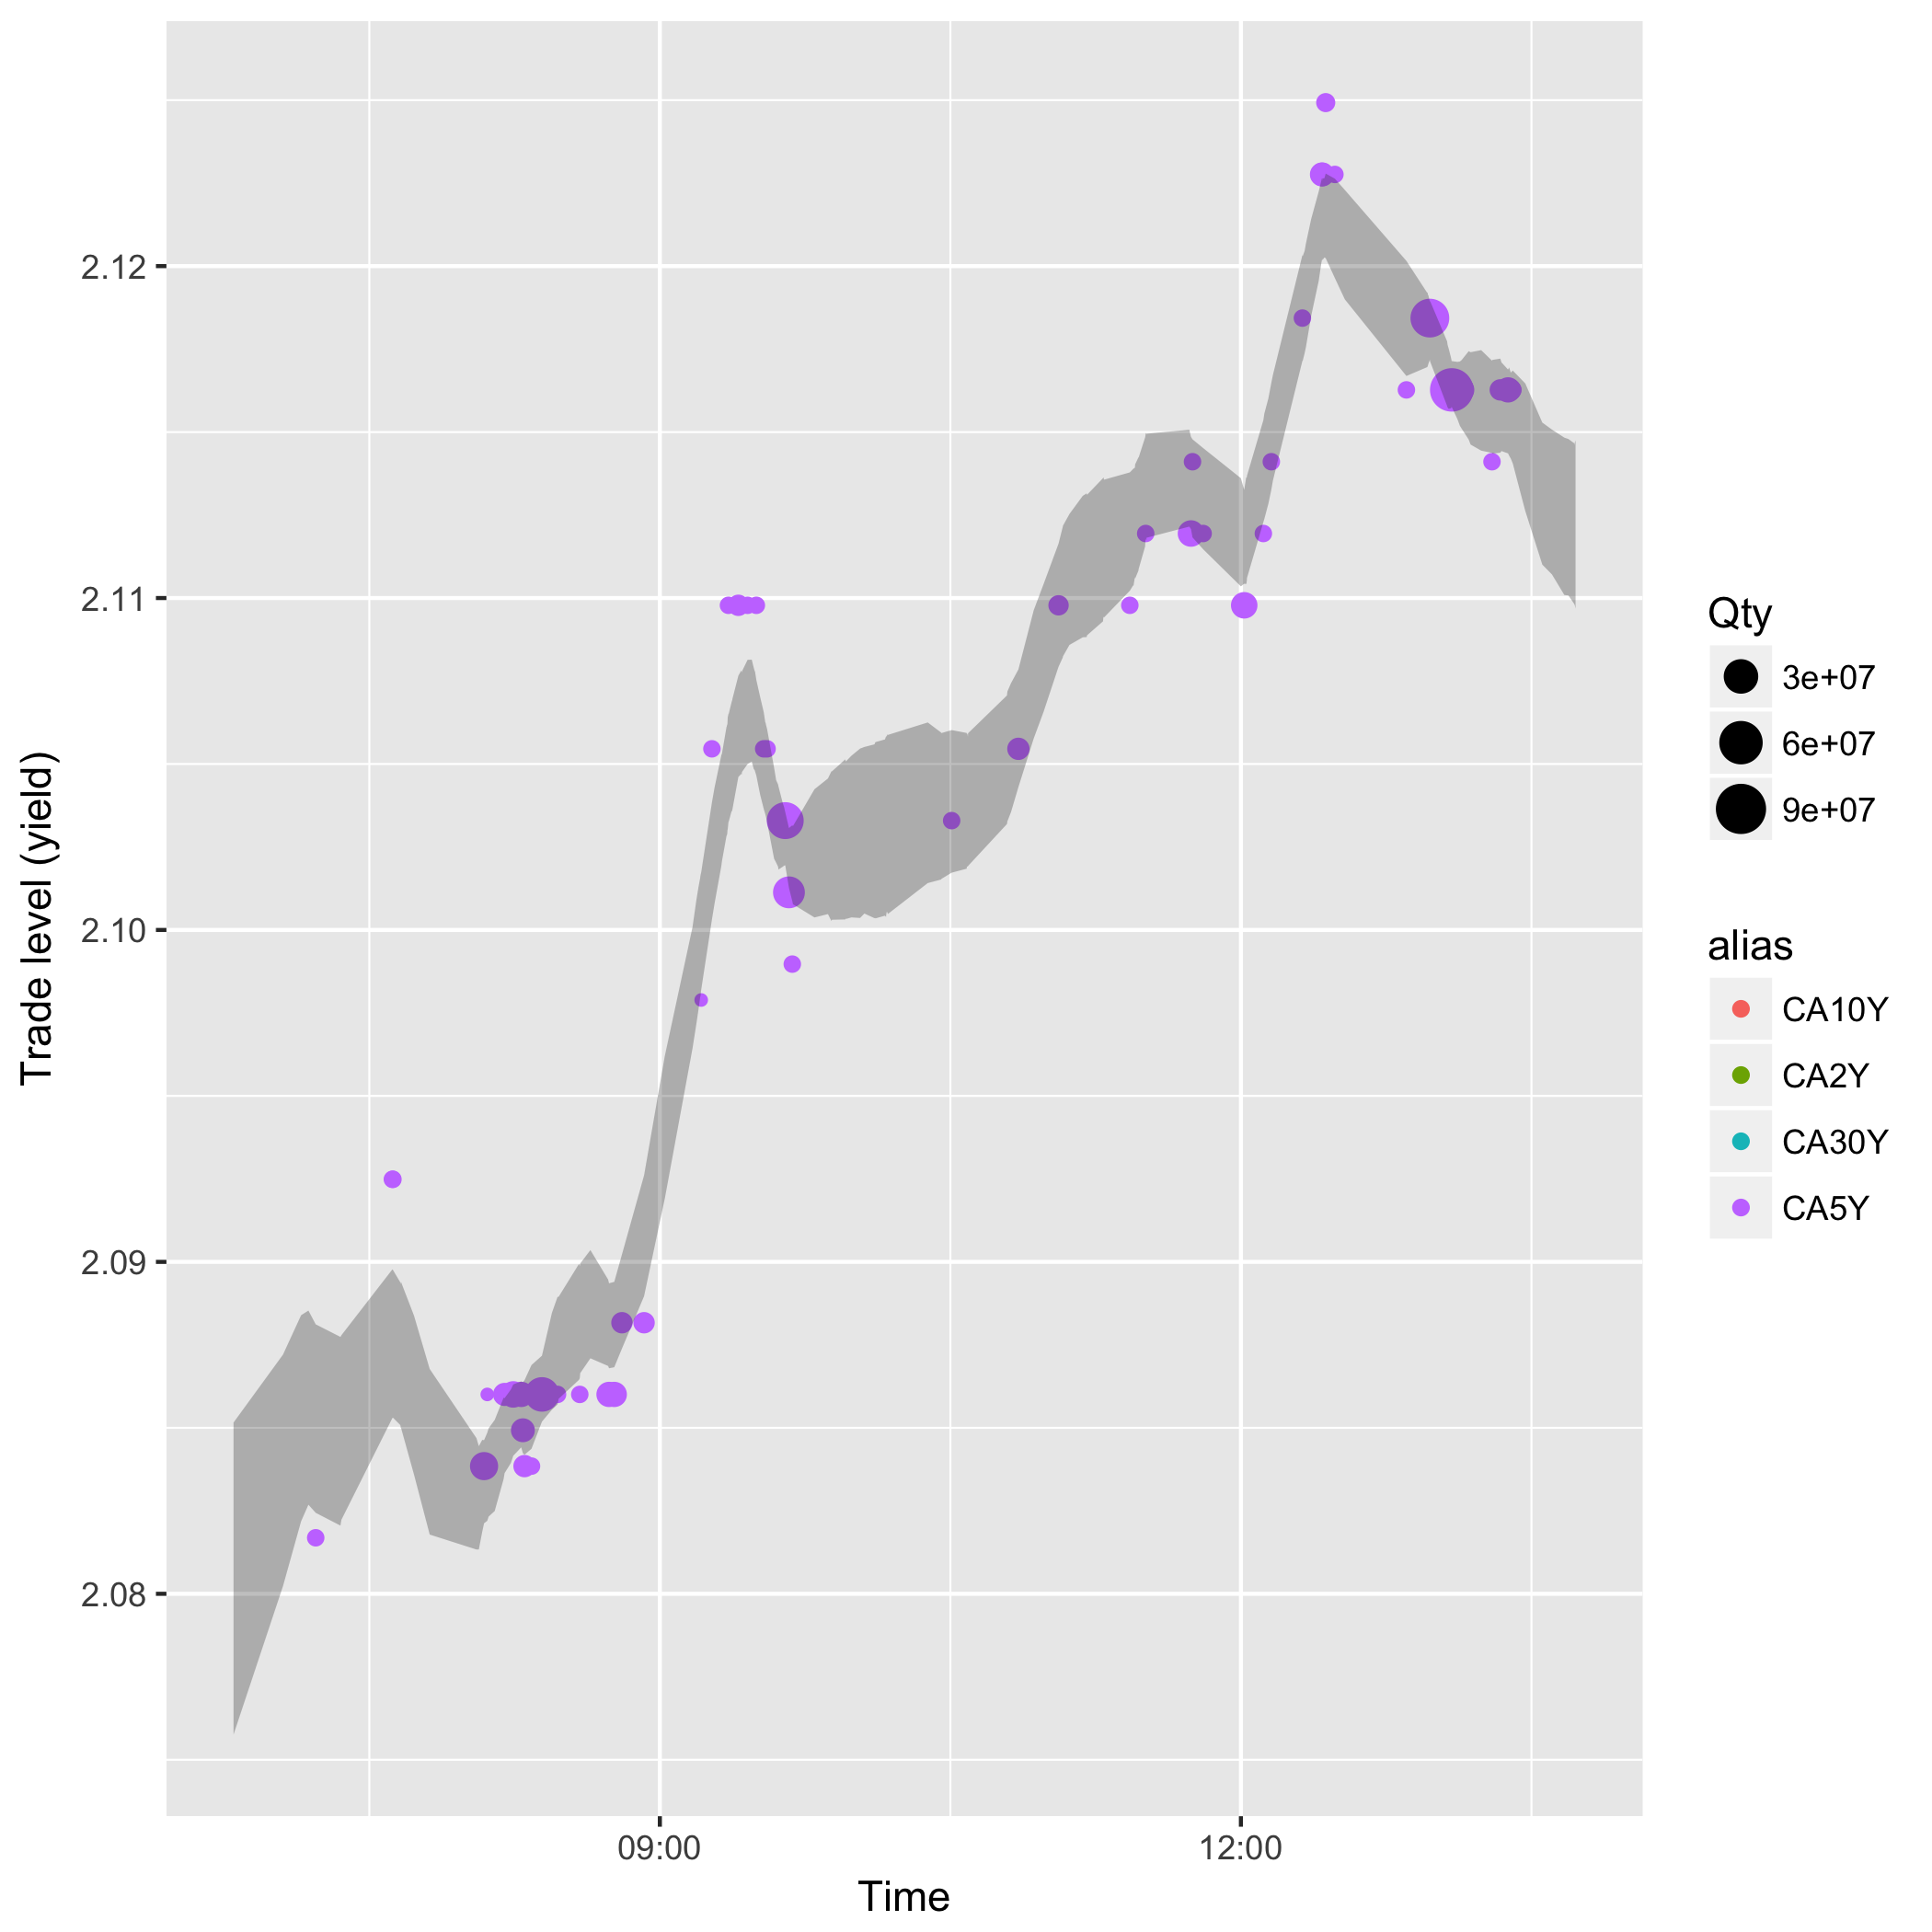 Trade level (yield)
2.12
2.11
2.10
2.09
2.08
09:00
12:00
Time
Qty
3e+07
6e+07
9e+07
alias
CA10Y
CA2Y
CA30Y
CA5Y